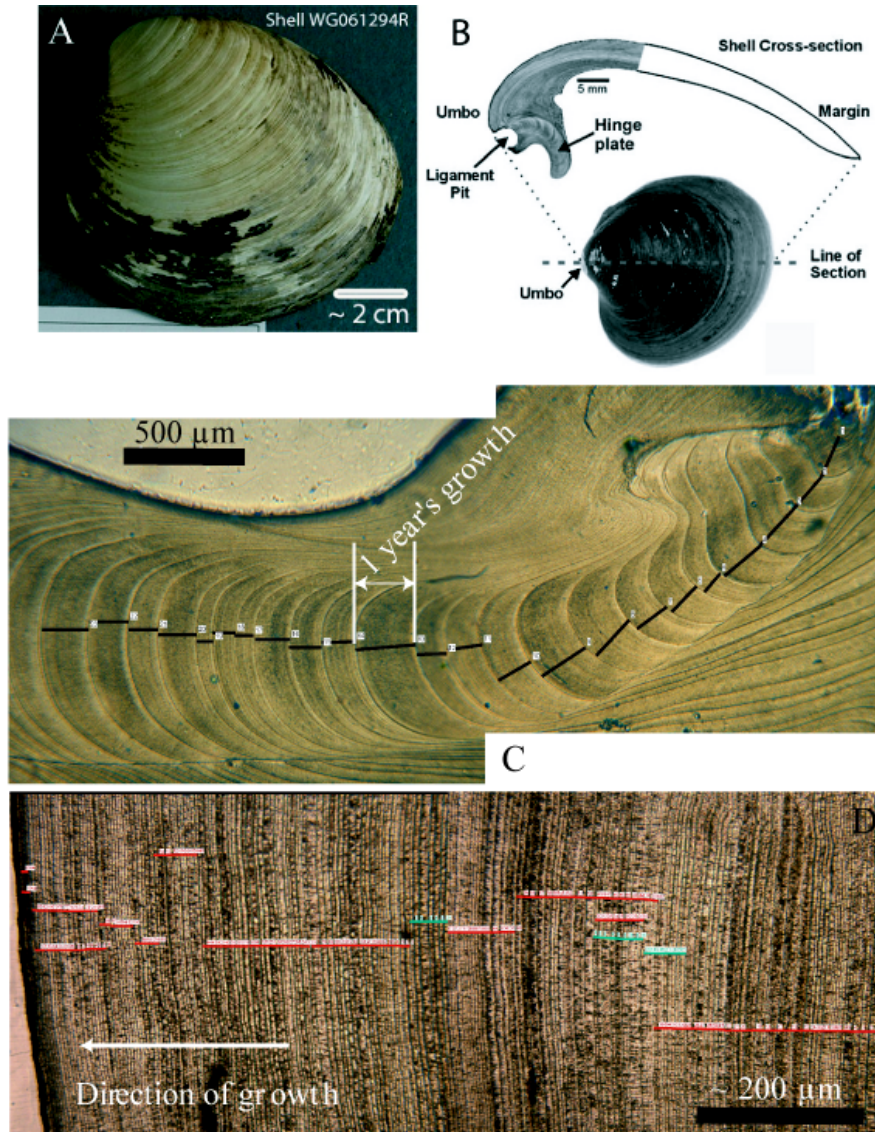 A
Shell WG061294R
~ 2 cm
B
Shell Cross-section
5 mm
Umbo
Margin
Hinge
plate
Ligament
Pit
Line of
Section
Umbo
500 µm
1 year's growth
C
D
Direction of growth
~ 200 µm